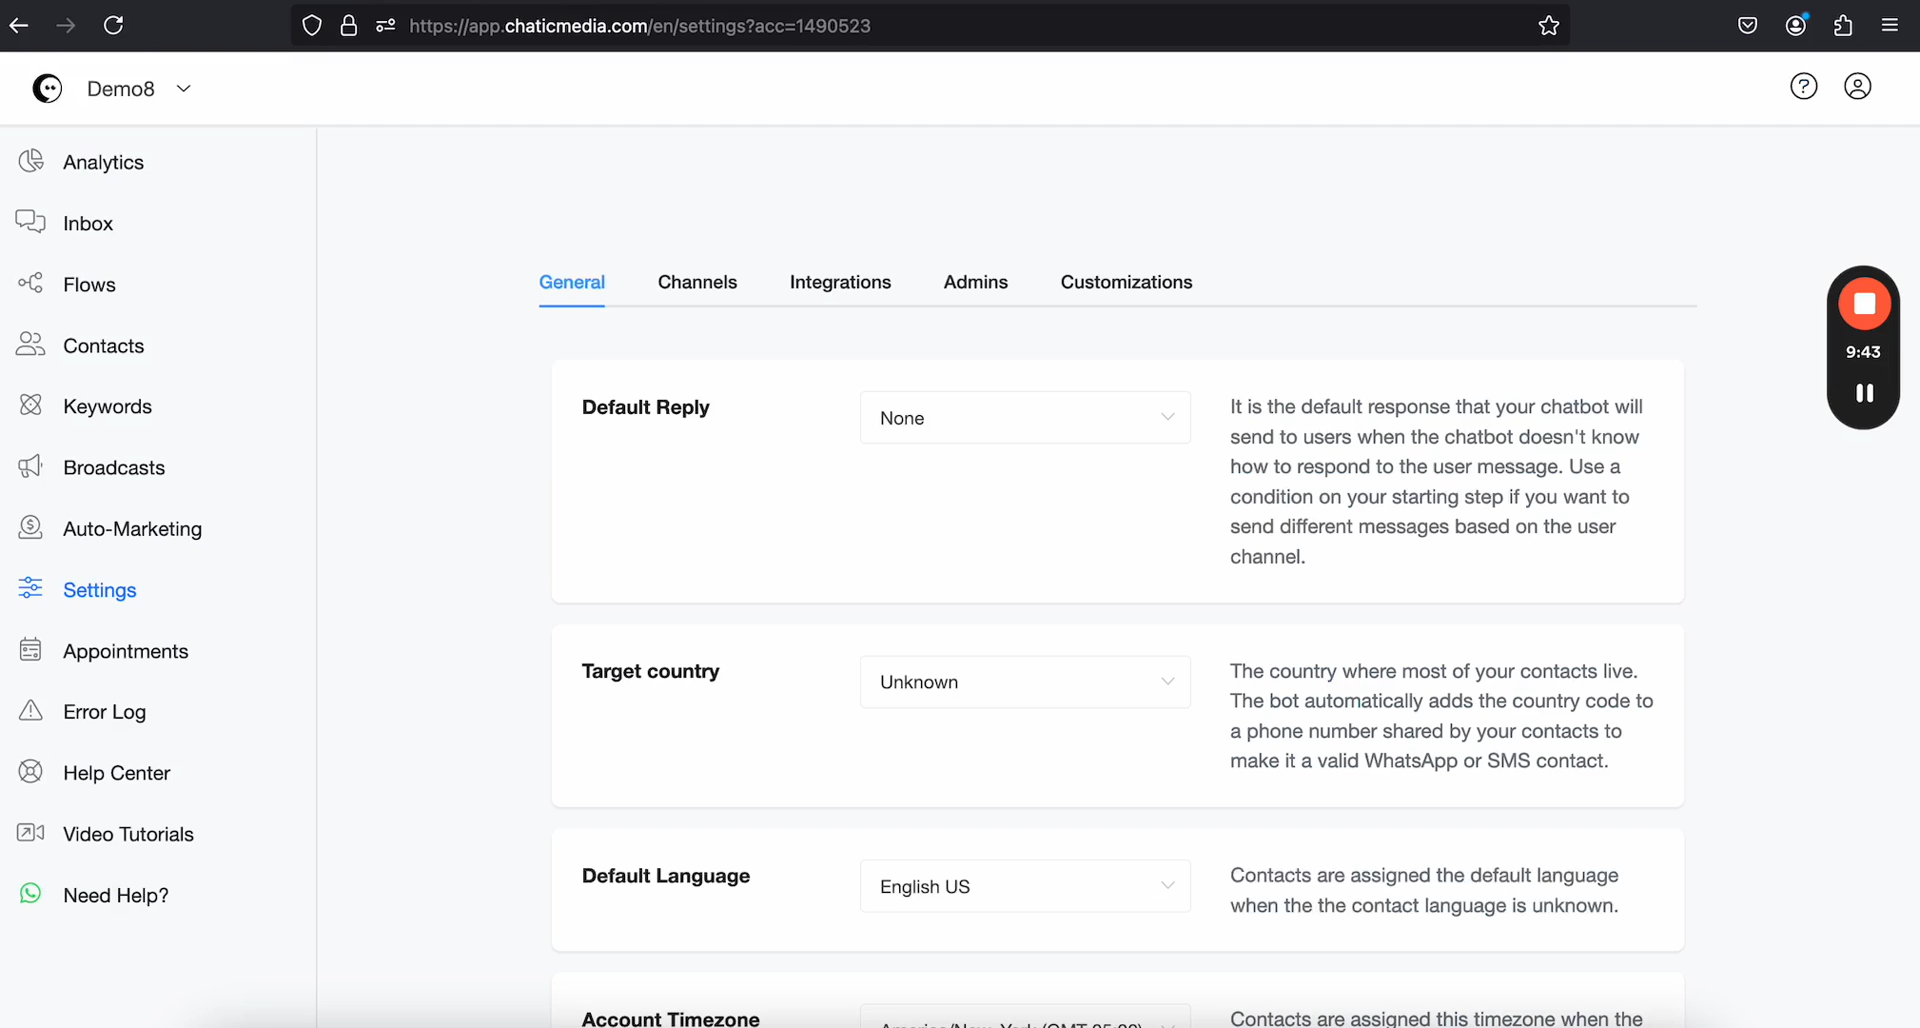 https://app.chaticmedia.com/en/settings?acc=1490523
Demo8
Analytics
Inbox
Flows
Contacts
Keywords
Broadcasts
Auto-Marketing
Settings
Appointments
Error Log
Help Center
Video Tutorials
Need Help?
General Channels Integrations Admins Customizations
Default Reply
None
It is the default response that your chatbot will
send to users when the chatbot doesn't know
how to respond to the user message. Use a
condition on your starting step if you want to
send different messages based on the user
channel.
Target country
Unknown
The country where most of your contacts live.
The bot automatically adds the country code to
a phone number shared by your contacts to
make it a valid WhatsApp or SMS contact.
Default Language
English US
Contacts are assigned the default language
when the the contact language is unknown.
Account Timezone
Contacts are assigned this timezone when the
9:43